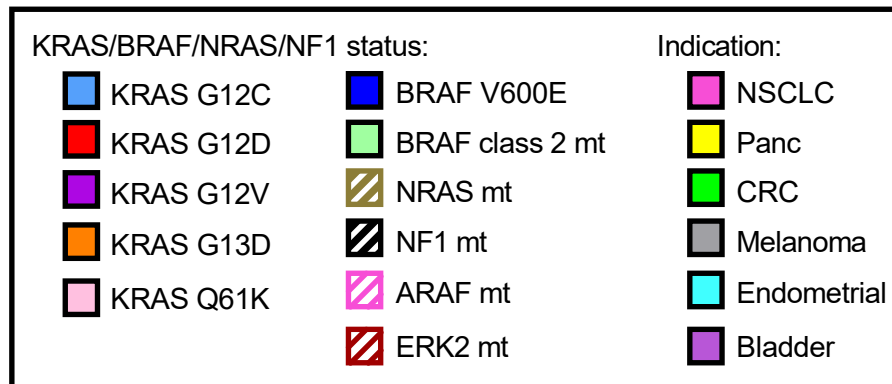 KRAS/BRAF/NRAS/NF1 status:
KRAS G12C
KRAS G12D
KRAS G12V
KRAS G13D
KRAS Q61K
BRAF V600E
BRAF class 2 mt
NRAS mt
NF1 mt
ARAF mt
ERK2 mt
Indication:
NSCLC
Panc
CRC
Melanoma
Endometrial
Bladder